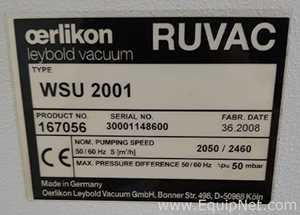 oerlikon
leybold vacuum
RUVAC
TYPE
WSU 2001
PRODUCT NO. SERIAL NO. FABR. DATE
167056 30001148600 36.2008
CE
NOM. PUMPING SPEED
50 / 60 Hz S [m³/h] 2050 / 2460
MAX. PRESSURE DIFFERENCE 50 / 60 Hz Δpu 50 mbar
Made in Germany
Oerlikon Leybold Vacuum GmbH, Bonner Str, 498, D-50968 Köln
EquipNet.com